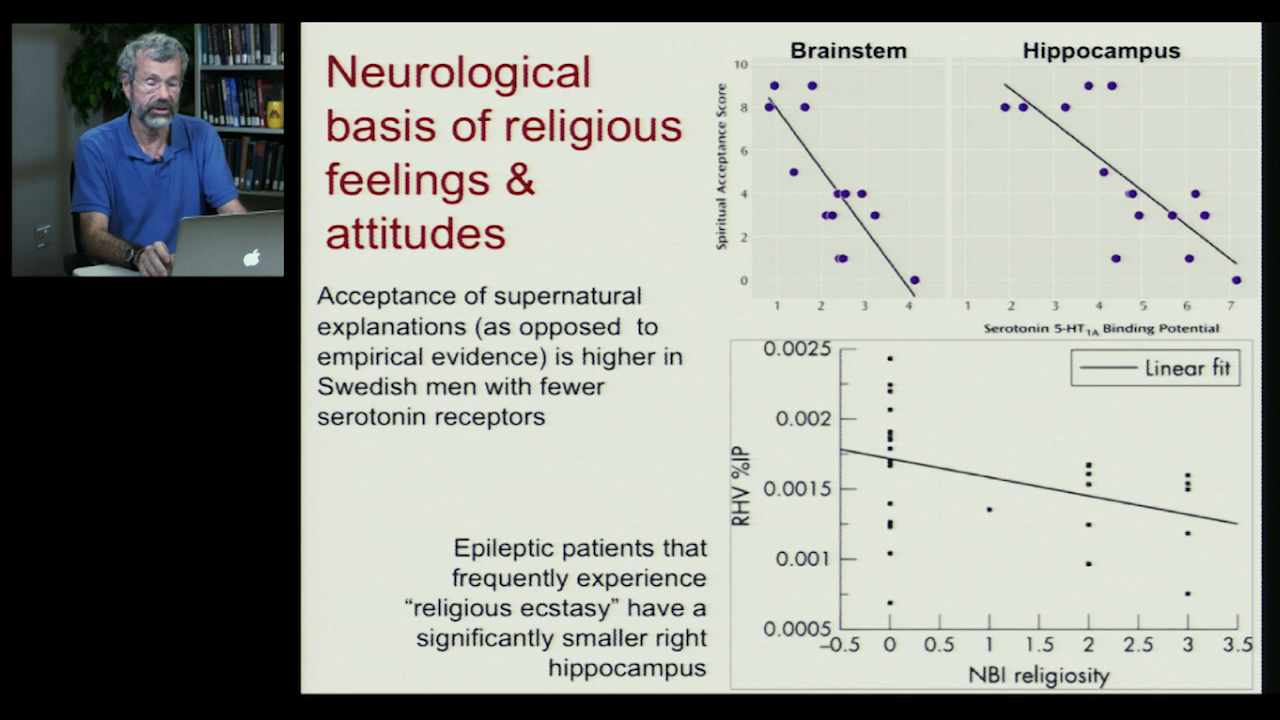 Neurological
basis of religious
feelings &
attitudes
Acceptance of supernatural
explanations (as opposed to
empirical evidence) is higher in
Swedish men with fewer
serotonin receptors
Epileptic patients that
frequently experience
“religious ecstasy” have a
significantly smaller right
hippocampus
Brainstem Hippocampus
Spiritual Acceptance Score
10
8
6
4
2
0
1 2 3 4 1 2 3 4 5 6 7
Serotonin 5-HT1A Binding Potential
Linear fit
RHV %IP
0.0025
0.002
0.0015
0.001
0.0005
–0.5 0 0.5 1 1.5 2 2.5 3 3.5
NBI religiosity